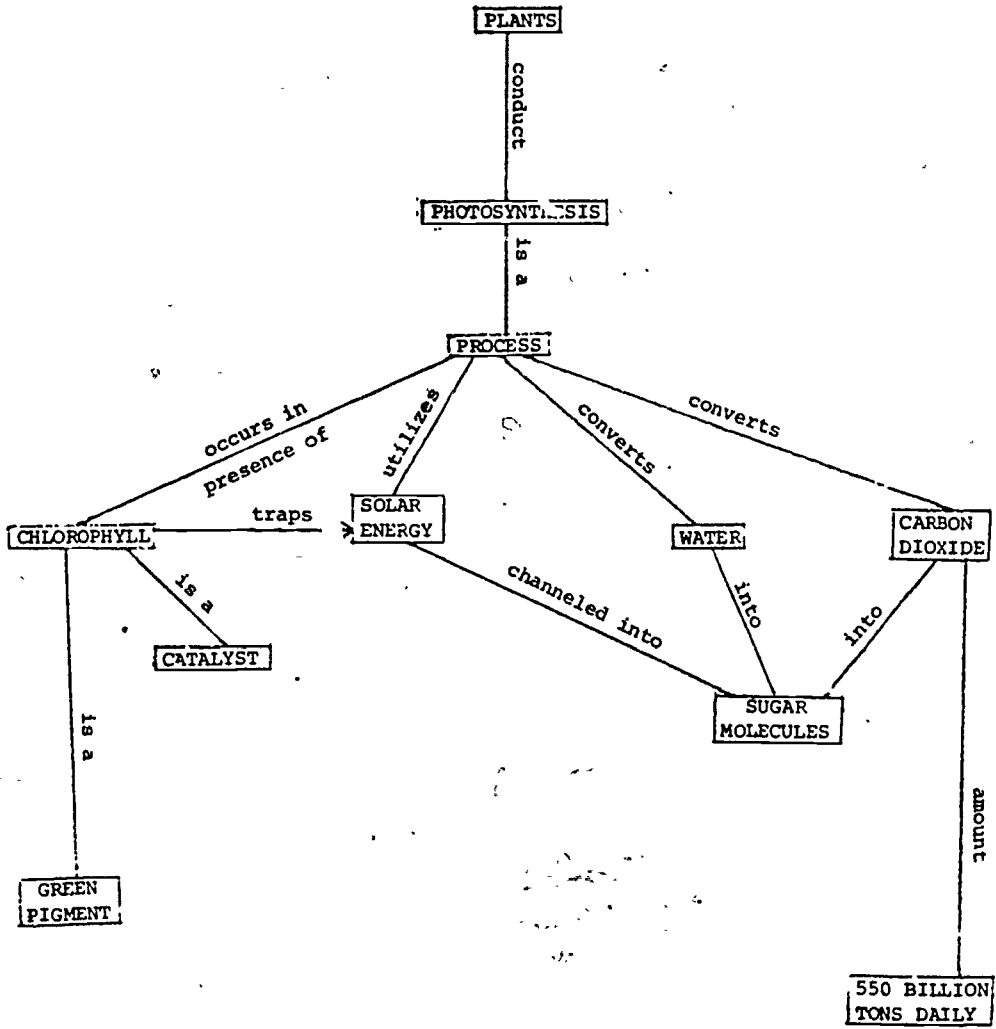 PLANTS
conduct
PHOTOSYNTHESIS
is a
PROCESS
occurs in
presence of
utilizes
converts
converts
CHLOROPHYLL
traps
SOLAR
ENERGY
WATER
CARBON
DIOXIDE
is a
CATALYST
channeled into
into
into
SUGAR
MOLECULES
is a
amount
GREEN
PIGMENT
550 BILLION
TONS DAILY